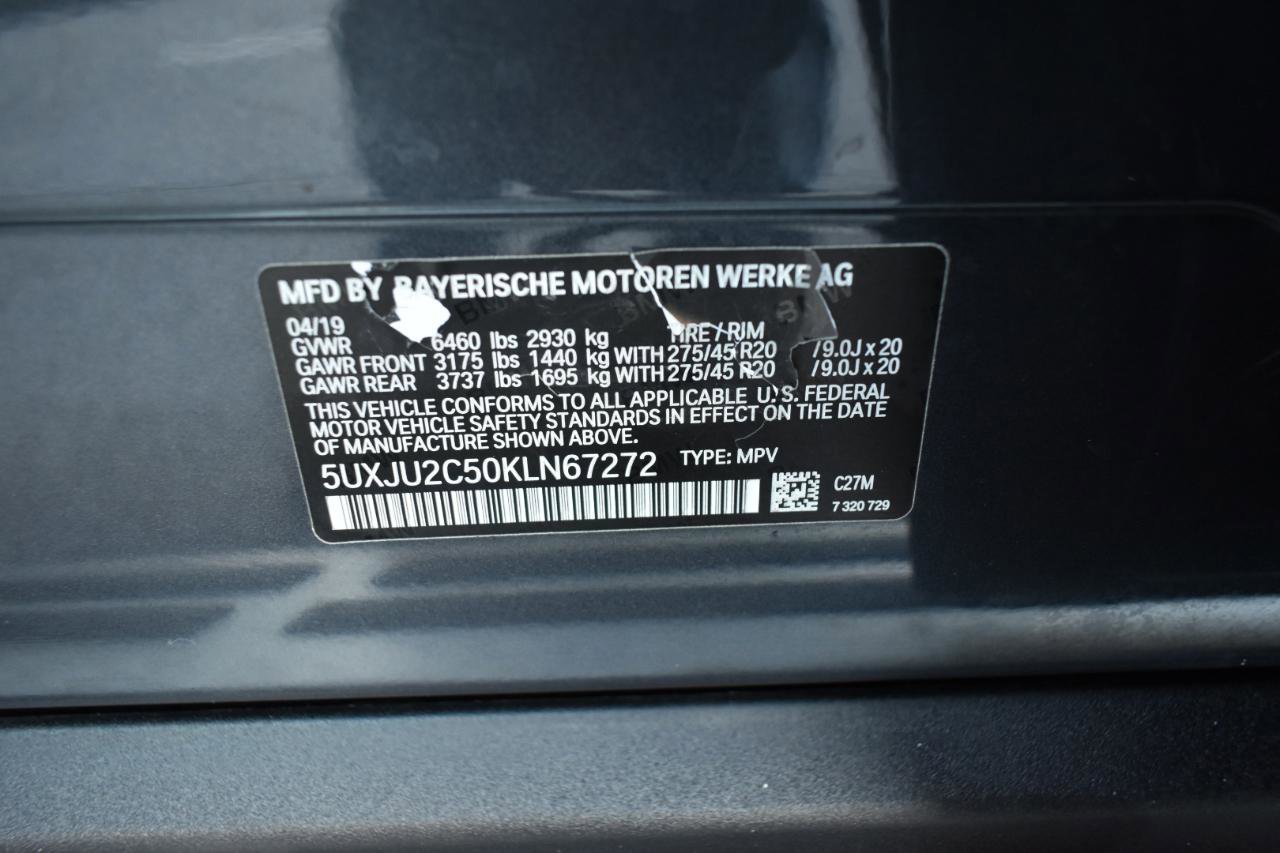 MFD BY BAYERISCHE MOTOREN WERKE AG
04/19 TIRE / RIM
GVWR 6460 lbs 2930 kg
GAWR FRONT 3175 lbs 1440 kg WITH 275/45 R20 /9.0J x 20
GAWR REAR 3737 lbs 1695 kg WITH 275/45 R20 /9.0J x 20
THIS VEHICLE CONFORMS TO ALL APPLICABLE U.S. FEDERAL
MOTOR VEHICLE SAFETY STANDARDS IN EFFECT ON THE DATE
OF MANUFACTURE SHOWN ABOVE.
5UXJU2C50KLN67272 TYPE: MPV
C27M
7 320 729